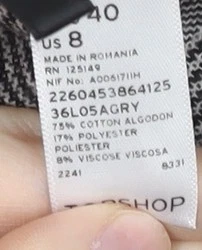 40
US 8
MADE IN ROMANIA
RN 125149
NIF No: A0051711H
2260453864125
36L05AGRY
75% COTTON ALGODON
17% POLYESTER
POLIESTER
8% VISCOSE VISCOSA
2241 8331
TOPSHOP